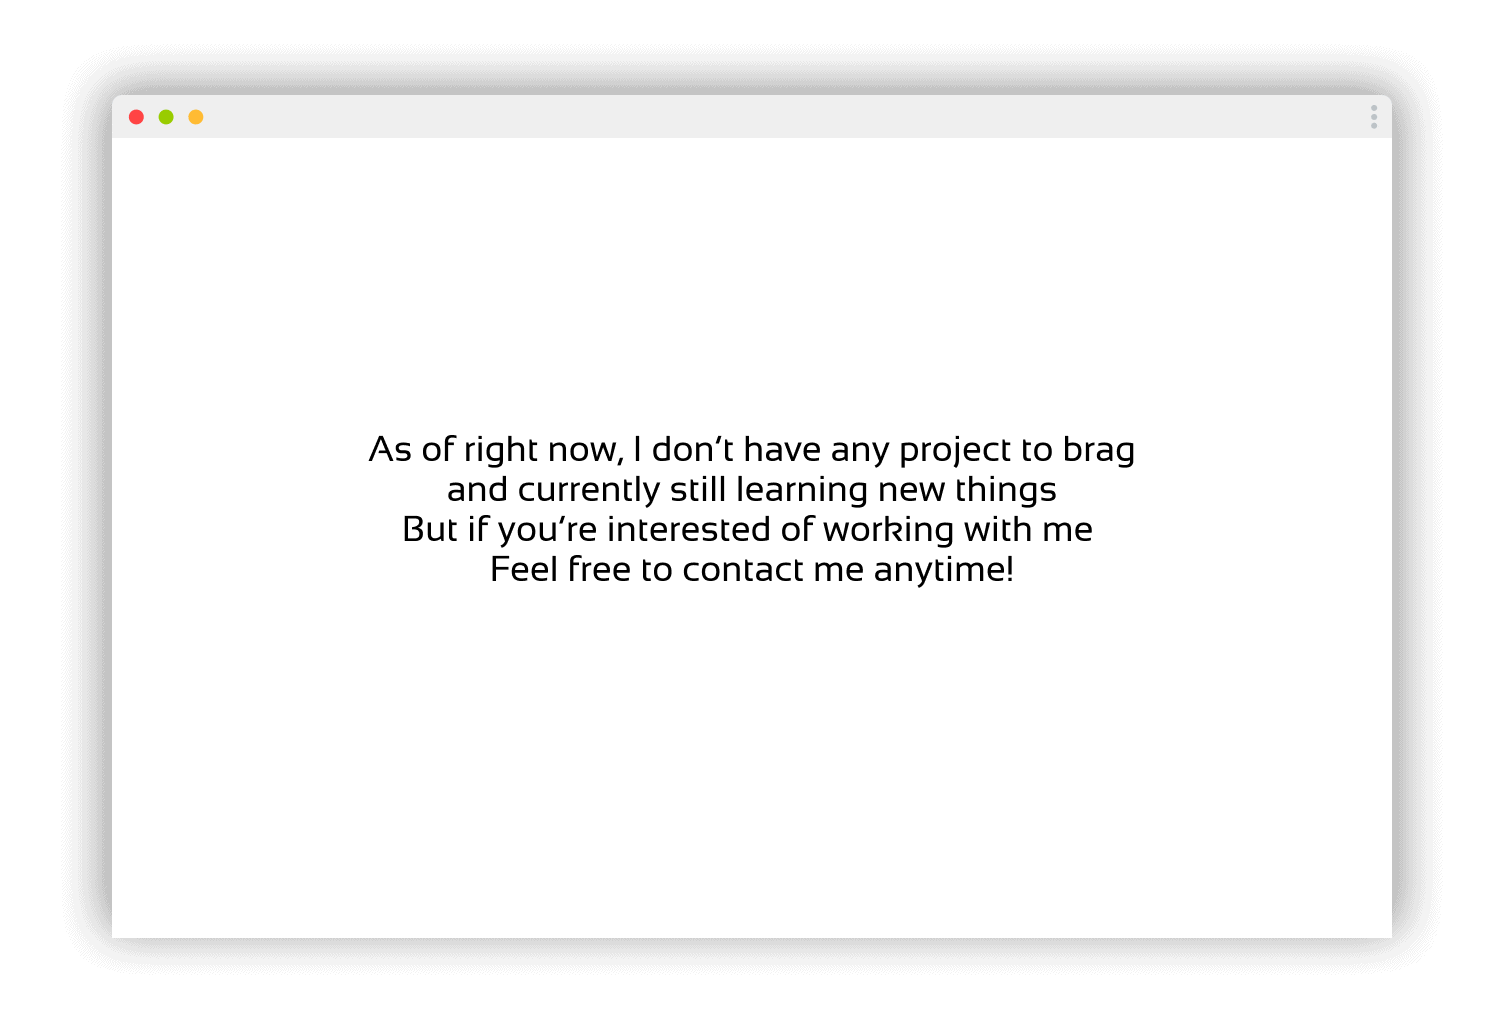 As of right now, I don't have any project to brag
and currently still learning new things
But if you're interested of working with me
Feel free to contact me anytime!